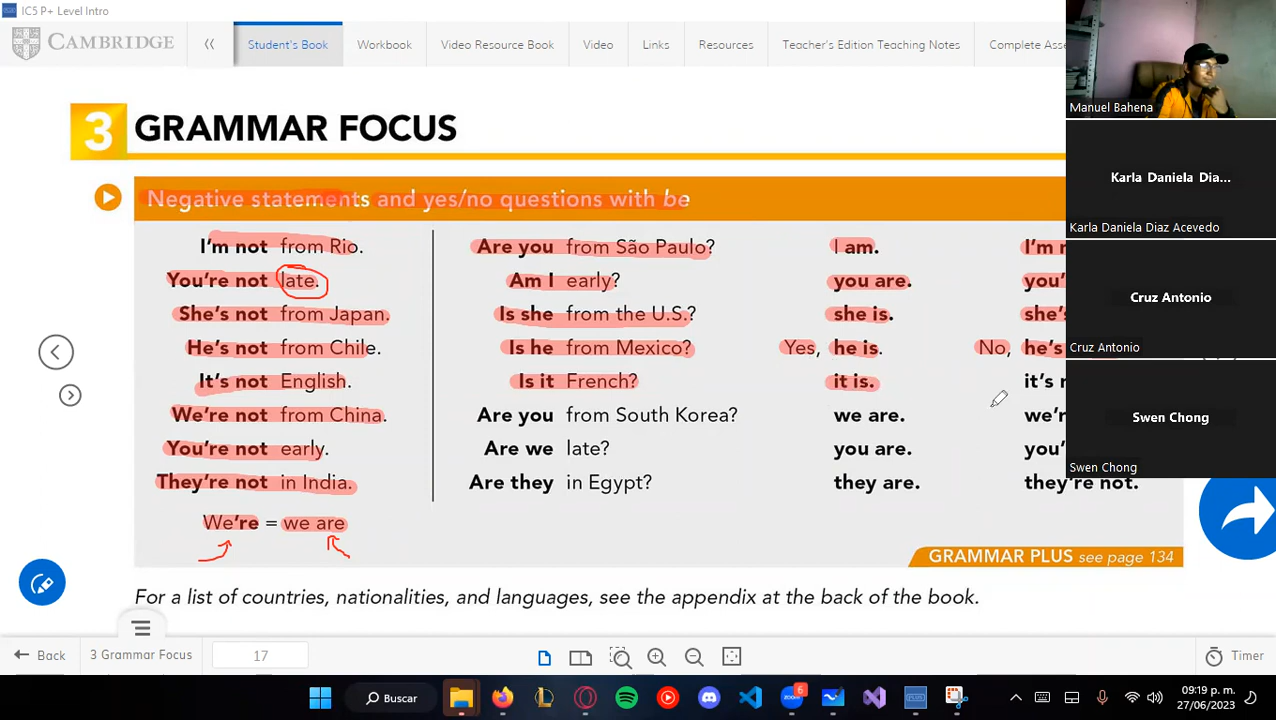 IC5 P+ Level Intro
CAMBRIDGE
Student's Book
Workbook
Video Resource Book
Video
Links
Resources
Teacher's Edition Teaching Notes
Complete Asse
Manuel Bahena
Karla Daniela Dia...
Karla Daniela Diaz Acevedo
Cruz Antonio
Cruz Antonio
Swen Chong
Swen Chong
3 GRAMMAR FOCUS
Negative statements and yes/no questions with be
I'm not from Rio. Are you from São Paulo? I am. I'm n
You're not late. Am I early? you are. you'
She's not from Japan. Is she from the U.S.? she is. she's
He's not from Chile. Is he from Mexico? Yes, he is. No, he's
It's not English. Is it French? it is. it's n
We're not from China. Are you from South Korea? we are. we'r
You're not early. Are we late? you are. you'
They're not in India. Are they in Egypt? they are. they're not.
We're = we are
GRAMMAR PLUS see page 134
For a list of countries, nationalities, and languages, see the appendix at the back of the book.
Back
3 Grammar Focus
17
Timer
Buscar
6
09:19 p. m.
27/06/2023